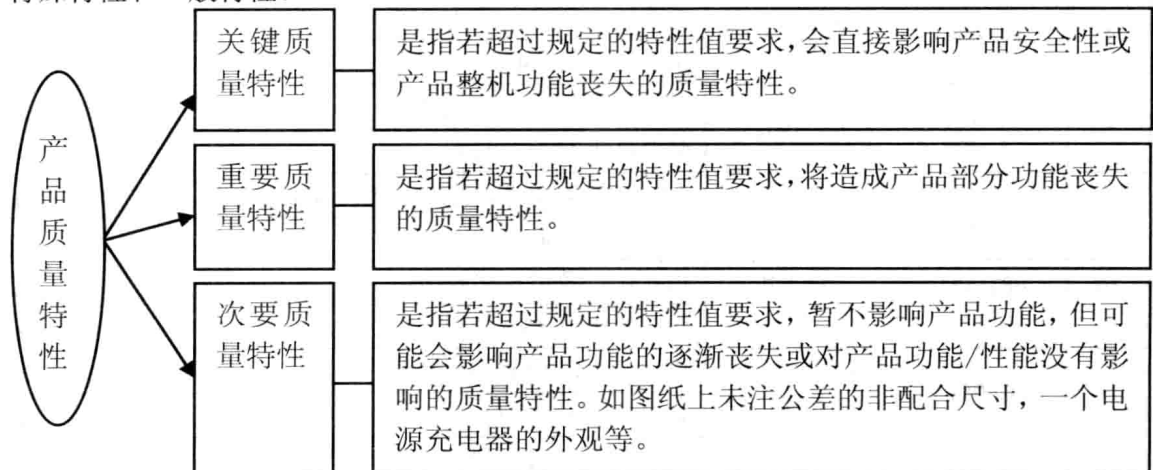 产品质量特性
关键质
量特性
是指若超过规定的特性值要求，会直接影响产品安全性或
产品整机功能丧失的质量特性。
重要质
量特性
是指若超过规定的特性值要求，将造成产品部分功能丧失
的质量特性。
次要质
量特性
是指若超过规定的特性值要求，暂不影响产品功能，但可
能会影响产品功能的逐渐丧失或对产品功能/性能没有影
响的质量特性。如图纸上未注公差的非配合尺寸，一个电
源充电器的外观等。